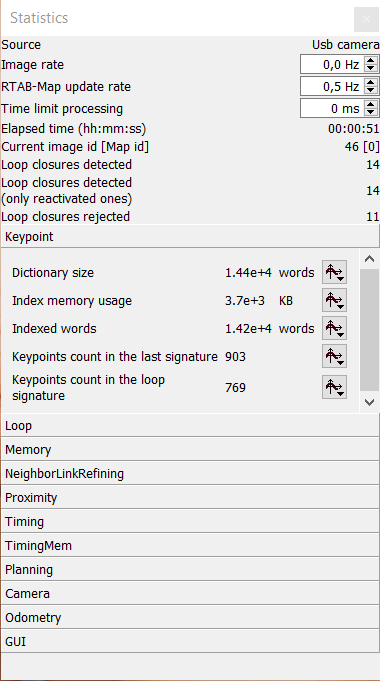 Statistics
Source Usb camera
Image rate 0,0 Hz
RTAB-Map update rate 0,5 Hz
Time limit processing 0 ms
Elapsed time (hh:mm:ss) 00:00:51
Current image id [Map id] 46 [0]
Loop closures detected 14
Loop closures detected
(only reactivated ones) 14
Loop closures rejected 11
Keypoint
Dictionary size 1.44e+4 words
Index memory usage 3.7e+3 KB
Indexed words 1.42e+4 words
Keypoints count in the last signature 903
Keypoints count in the loop
signature 769
Loop
Memory
NeighborLinkRefining
Proximity
Timing
TimingMem
Planning
Camera
Odometry
GUI